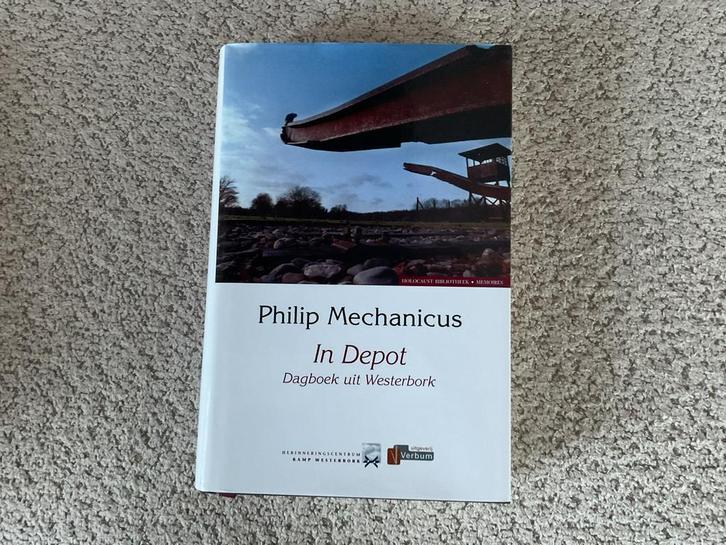 HOLOCAUST BIBLIOTHEEK • MEMOIRES
Philip Mechanicus
In Depot
Dagboek uit Westerbork
HERINNERINGSCENTRUM
KAMP WESTERBORK
uitgeverij
Verbum